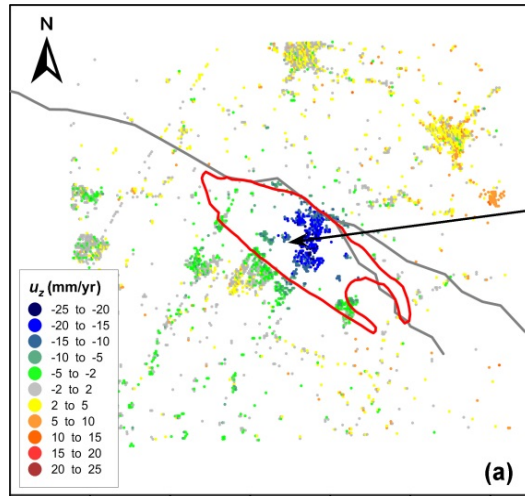 N
u_z (mm/yr)
-25 to -20
-20 to -15
-15 to -10
-10 to -5
-5 to -2
-2 to 2
2 to 5
5 to 10
10 to 15
15 to 20
20 to 25
(a)